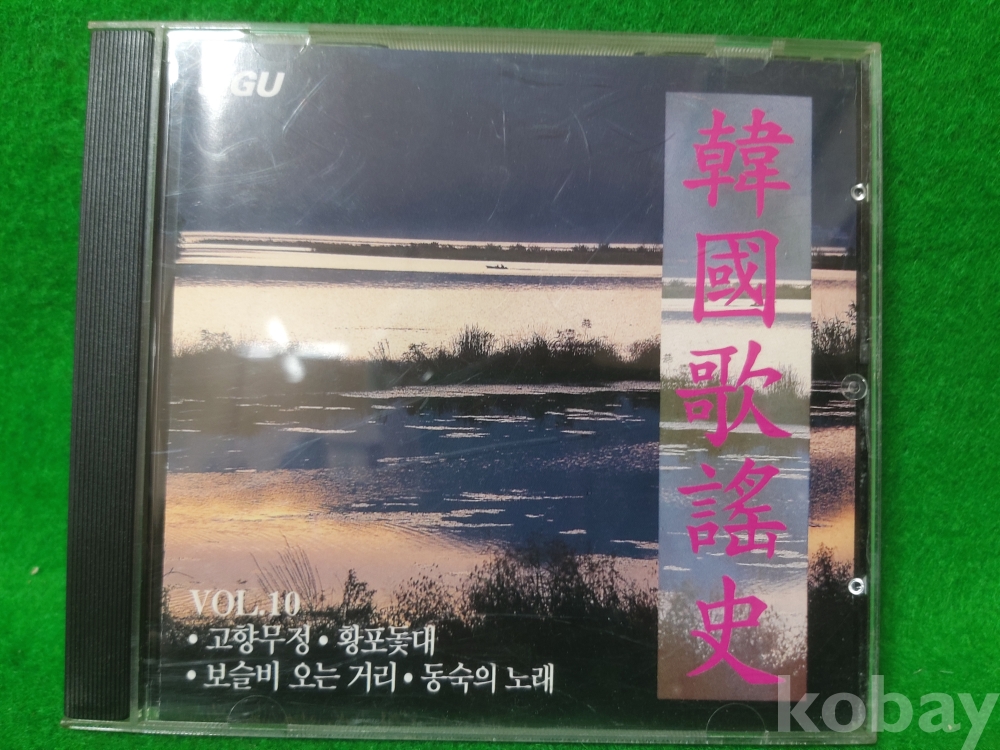 韓國歌謠史
VOL.10
• 고향무정 • 황포돛대
• 보슬비 오는 거리 • 동숙의 노래
kobay